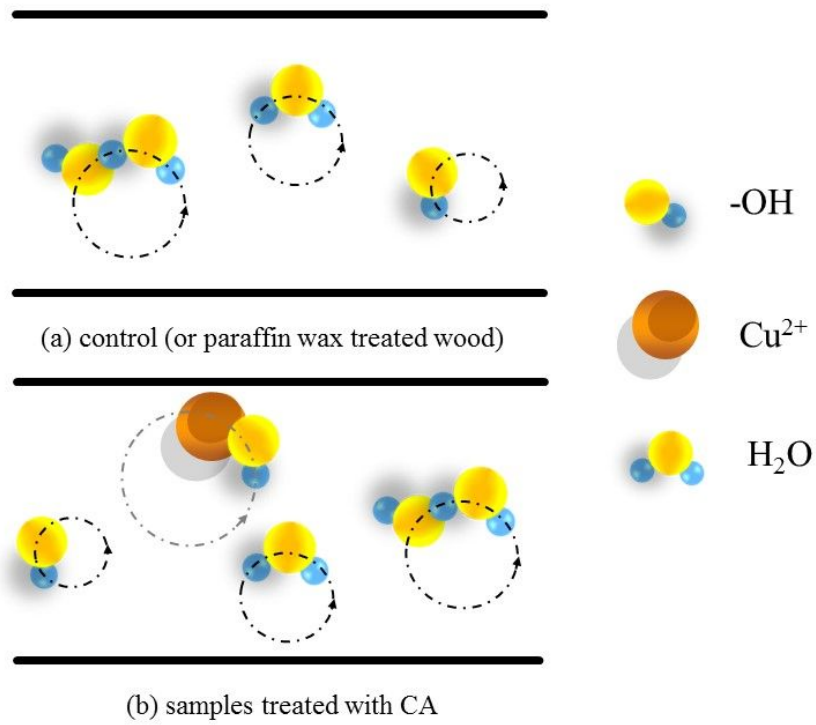 -OH
Cu²⁺
(a) control (or paraffin wax treated wood)
H₂O
(b) samples treated with CA